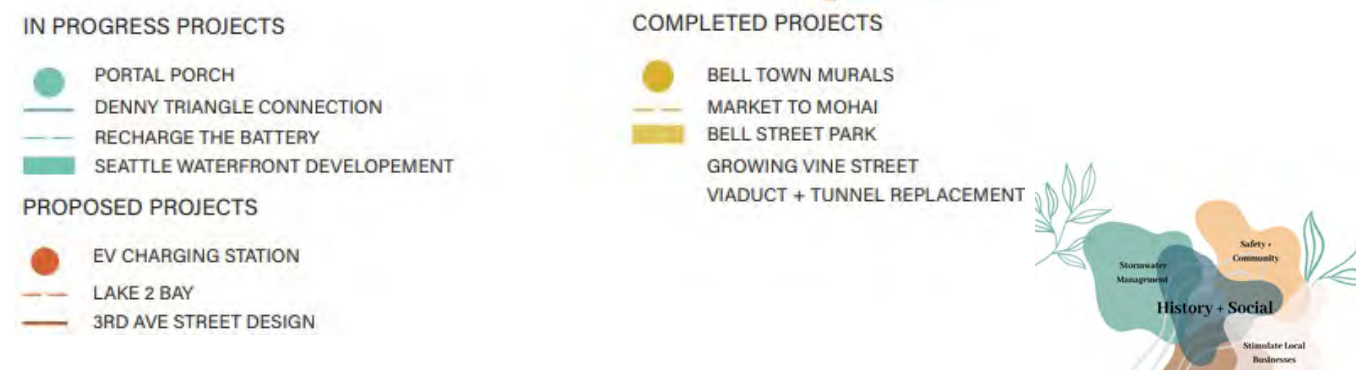 IN PROGRESS PROJECTS
PORTAL PORCH
DENNY TRIANGLE CONNECTION
RECHARGE THE BATTERY
SEATTLE WATERFRONT DEVELOPEMENT
PROPOSED PROJECTS
EV CHARGING STATION
LAKE 2 BAY
3RD AVE STREET DESIGN
COMPLETED PROJECTS
BELL TOWN MURALS
MARKET TO MOHAI
BELL STREET PARK
GROWING VINE STREET
VIADUCT + TUNNEL REPLACEMENT
Safety +
Community
Stormwater
Management
History + Social
Stimulate Local
Businesses